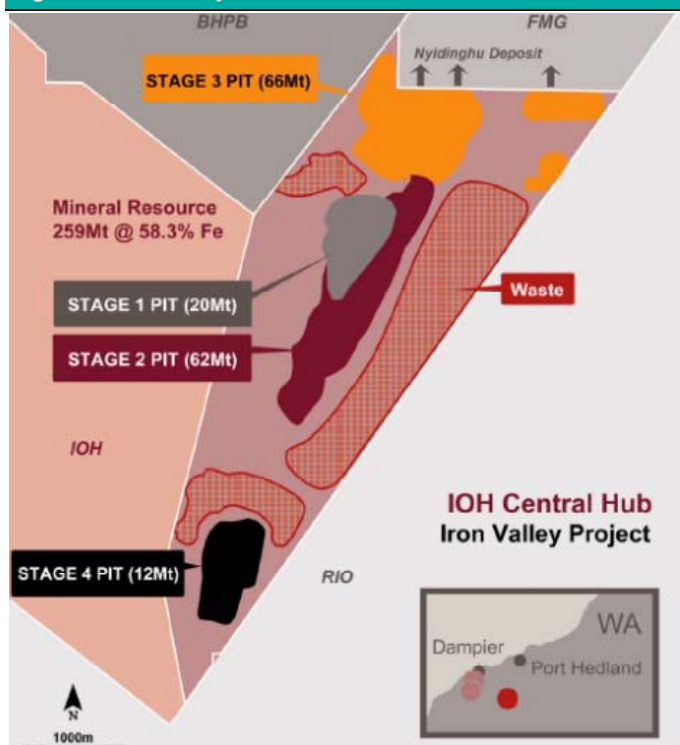 BHPB
FMG
Nyidinghu Deposit
STAGE 3 PIT (66Mt)
Mineral Resource
259Mt @ 58.3% Fe
STAGE 1 PIT (20Mt)
Waste
STAGE 2 PIT (62Mt)
IOH
IOH Central Hub
Iron Valley Project
STAGE 4 PIT (12Mt)
RIO
WA
Dampier
Port Hedland
N
1000m